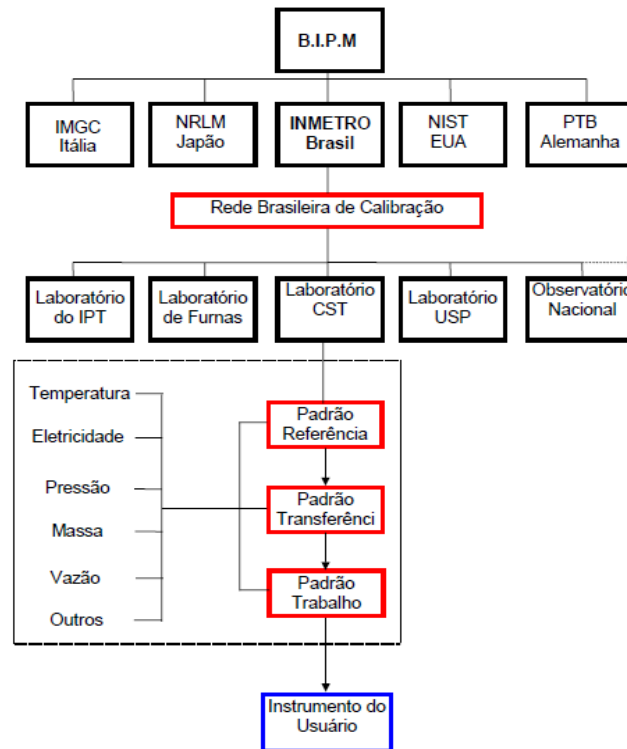 B.I.P.M
IMGC
Itália
NRLM
Japão
INMETRO
Brasil
NIST
EUA
PTB
Alemanha
Rede Brasileira de Calibração
Laboratório
do IPT
Laboratório
de Furnas
Laboratório
CST
Laboratório
USP
Observatório
Nacional
Temperatura
Eletricidade
Pressão
Massa
Vazão
Outros
Padrão
Referência
Padrão
Transferênci
Padrão
Trabalho
Instrumento do
Usuário